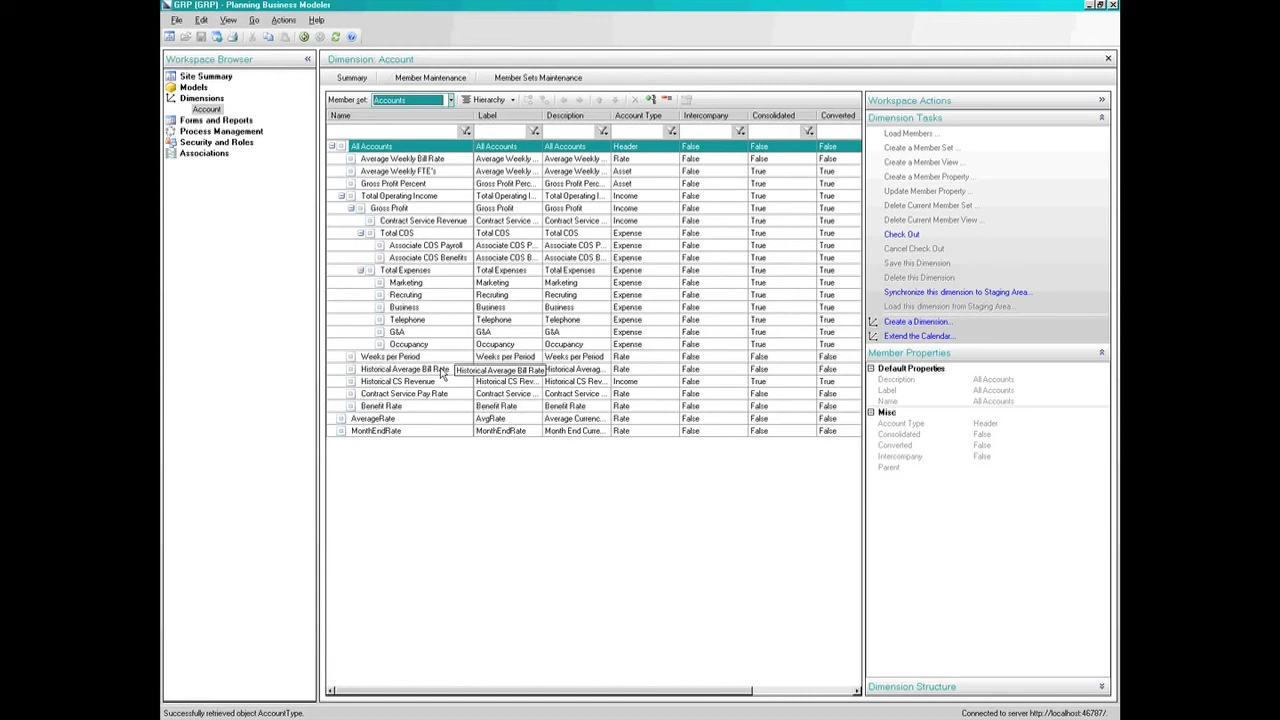 GRP (GRP) - Planning Business Modeler
File Edit View Go Actions Help
Workspace Browser «
Site Summary
Models
Dimensions
Account
Forms and Reports
Process Management
Security and Roles
Associations
Dimension: Account
Summary Member Maintenance Member Sets Maintenance
Member set: Accounts Hierarchy
Name Label Description Account Type Intercompany Consolidated Converted
All Accounts All Accounts All Accounts Header False False False
Average Weekly Bill Rate Average Weekly ... Average Weekly ... Rate False False False
Average Weekly FTE's Average Weekly ... Average Weekly ... Asset False True True
Gross Profit Percent Gross Profit Perc... Gross Profit Perc... Asset False True True
Total Operating Income Total Operating I... Total Operating I... Income False True True
Gross Profit Gross Profit Gross Profit Income False True True
Contract Service Revenue Contract Service ... Contract Service ... Income False True True
Total COS Total COS Total COS Expense False True True
Associate COS Payroll Associate COS P... Associate COS P... Expense False True True
Associate COS Benefits Associate COS B... Associate COS B... Expense False True True
Total Expenses Total Expenses Total Expenses Expense False True True
Marketing Marketing Marketing Expense False True True
Recruting Recruting Recruting Expense False True True
Business Business Business Expense False True True
Telephone Telephone Telephone Expense False True True
G&A G&A G&A Expense False True True
Occupancy Occupancy Occupancy Expense False True True
Weeks per Period Weeks per Period Weeks per Period Rate False False False
Historical Average Bill Rate Historical Average Bill Rate Historical Averag... Rate False False False
Historical CS Revenue Historical CS Rev... Historical CS Rev... Income False True True
Contract Service Pay Rate Contract Service ... Contract Service ... Rate False False False
Benefit Rate Benefit Rate Benefit Rate Rate False False False
AverageRate AvgRate Average Currenc... Rate False False False
MonthEndRate MonthEndRate Month End Curre... Rate False False False
Workspace Actions »
Dimension Tasks
Load Members ...
Create a Member Set ...
Create a Member View ...
Create a Member Property ...
Update Member Property ...
Delete Current Member Set ...
Delete Current Member View ...
Check Out
Cancel Check Out
Save this Dimension
Delete this Dimension
Synchronize this dimension to Staging Area...
Load this dimension from Staging Area...
Create a Dimension...
Extend the Calendar...
Member Properties
Default Properties
Description All Accounts
Label All Accounts
Name All Accounts
Misc
Account Type Header
Consolidated False
Converted False
Intercompany False
Parent
Dimension Structure
Successfully retrieved object AccountType. Connected to server http://localhost:46787/.